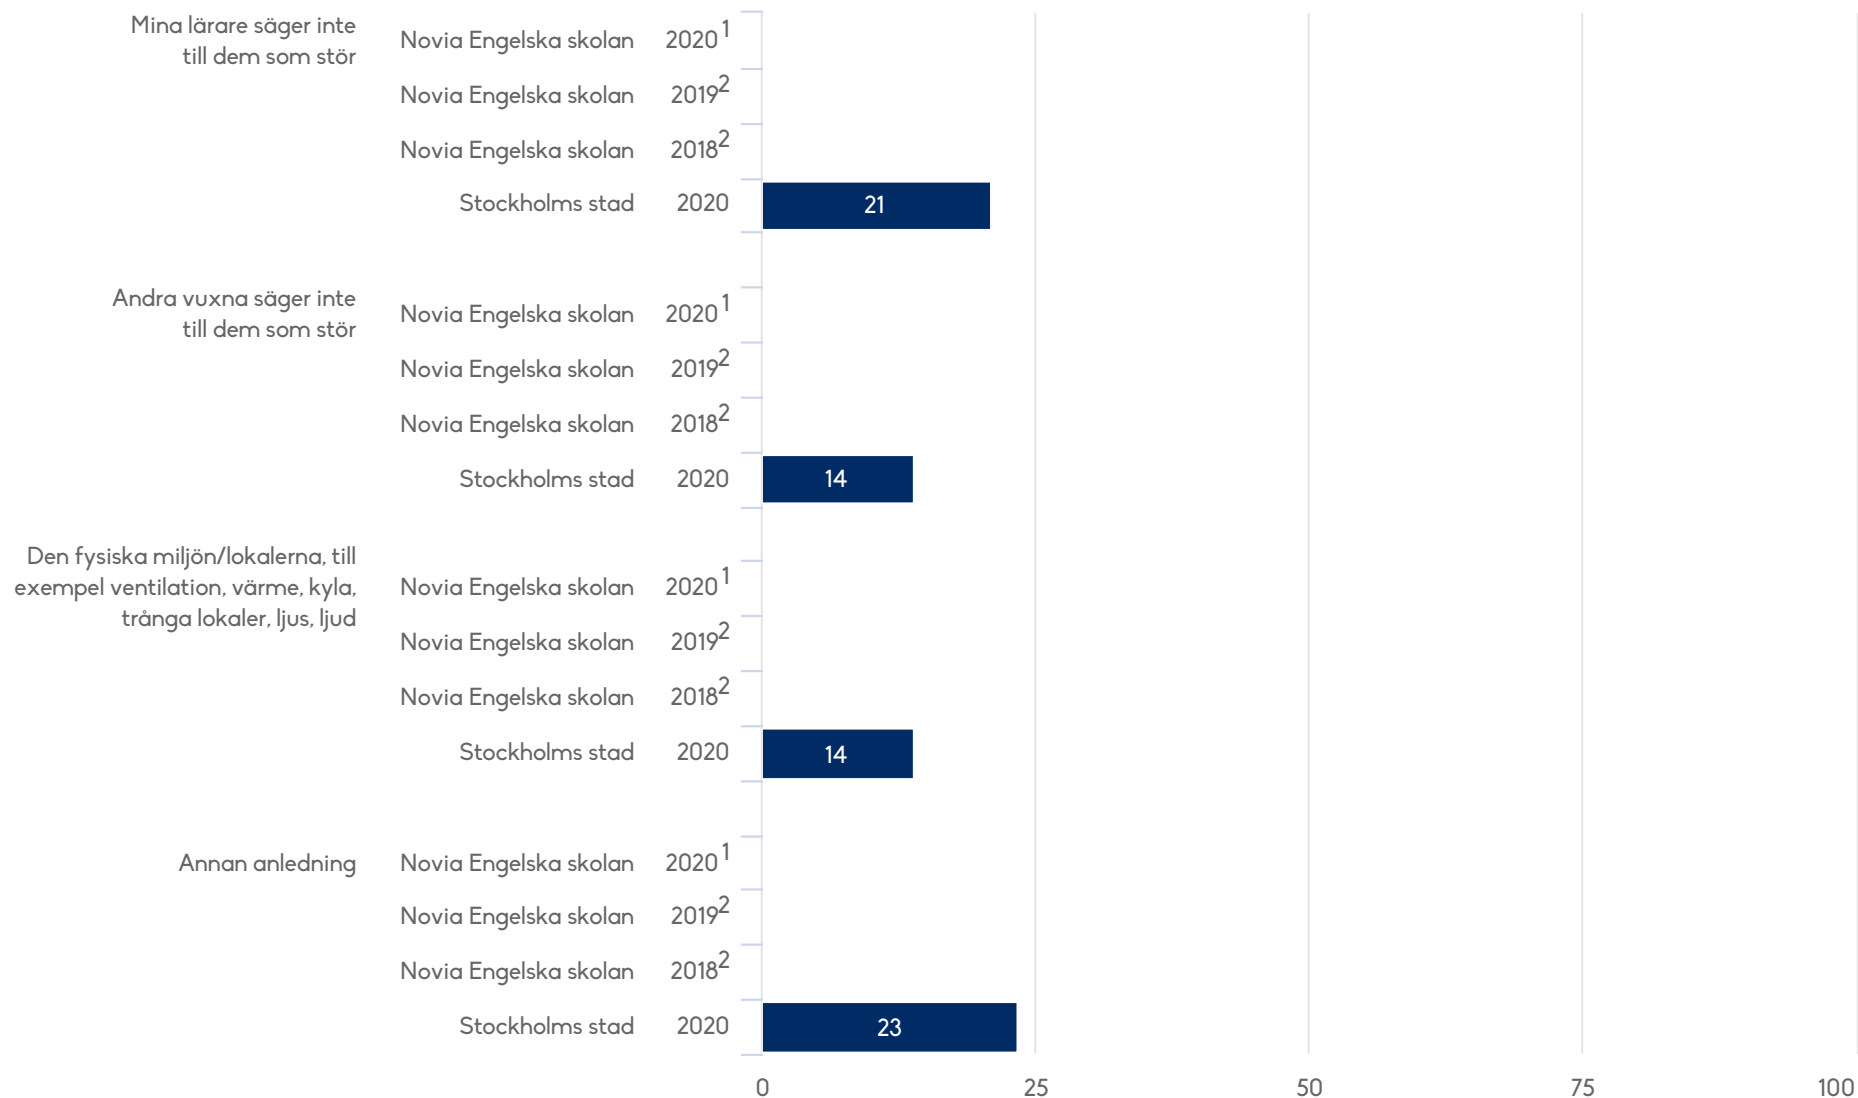 Mina lärare säger inte
till dem som stör
Novia Engelska skolan 2020¹
Novia Engelska skolan 2019²
Novia Engelska skolan 2018²
Stockholms stad 2020 21
Andra vuxna säger inte
till dem som stör
Novia Engelska skolan 2020¹
Novia Engelska skolan 2019²
Novia Engelska skolan 2018²
Stockholms stad 2020 14
Den fysiska miljön/lokalerna, till
exempel ventilation, värme, kyla,
trånga lokaler, ljus, ljud
Novia Engelska skolan 2020¹
Novia Engelska skolan 2019²
Novia Engelska skolan 2018²
Stockholms stad 2020 14
Annan anledning Novia Engelska skolan 2020¹
Novia Engelska skolan 2019²
Novia Engelska skolan 2018²
Stockholms stad 2020 23
0 25 50 75 100